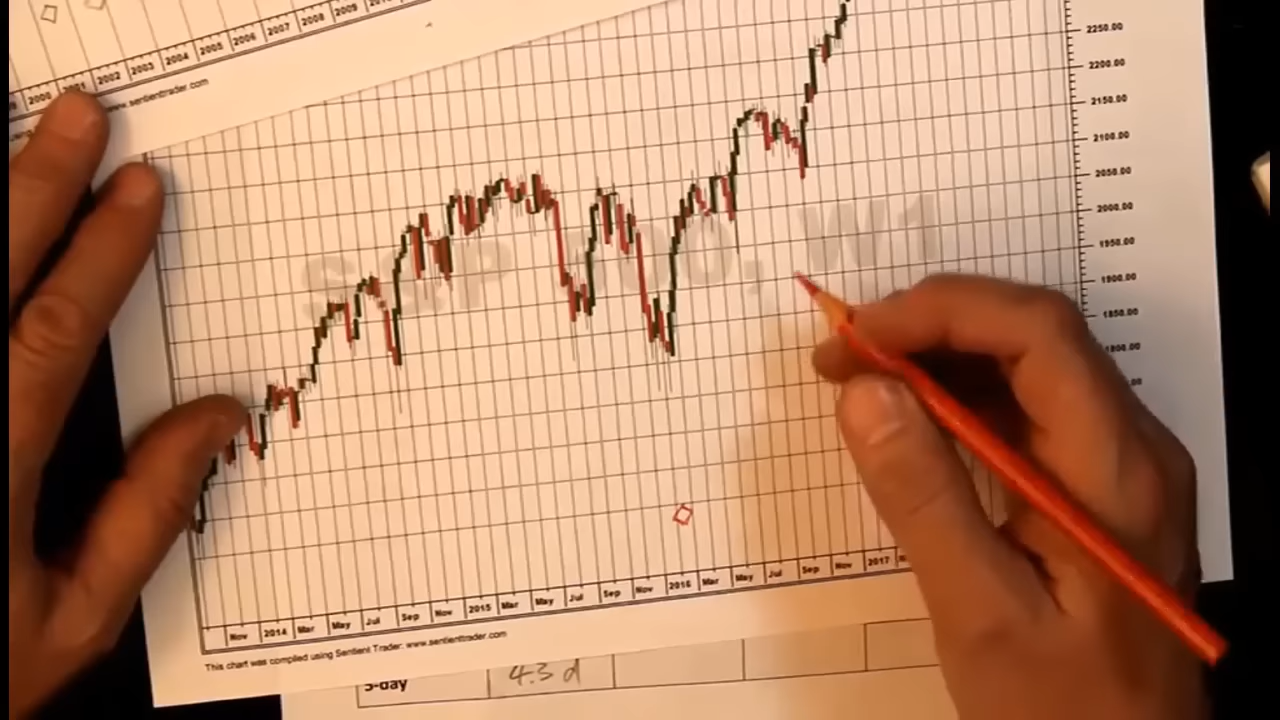 2000 2001 2002 2003 2004 2005 2006 2007 2008 2009
www.sentienttrader.com
2250.00
2200.00
2150.00
2100.00
2050.00
2000.00
1950.00
1900.00
1850.00
1800.00
S&P 500, W1
Nov 2014 Mar May Jul Sep Nov 2015 Mar May Jul Sep Nov 2016 Mar May Jul Sep Nov 2017
This chart was compiled using Sentient Trader: www.sentienttrader.com
5-day 4.3 d